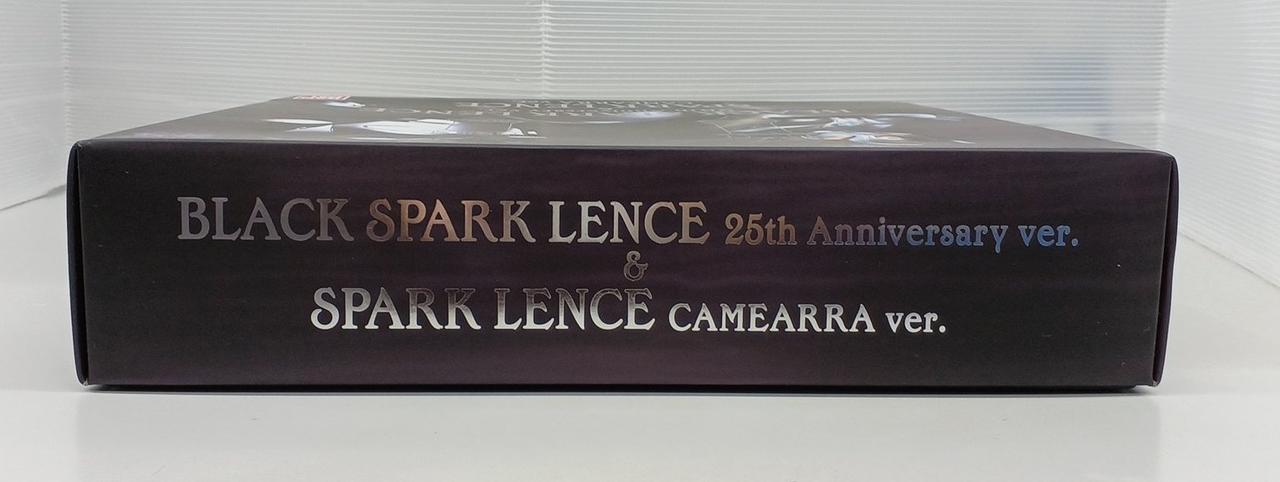 BLACK SPARK LENCE 25th Anniversary ver.
&
SPARK LENCE CAMEARRA ver.